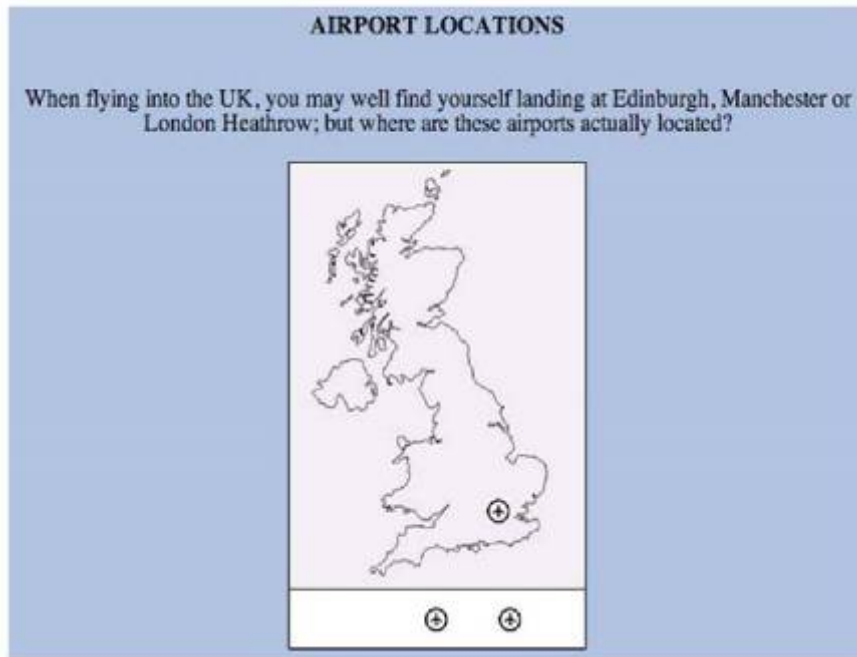 AIRPORT LOCATIONS
When flying into the UK, you may well find yourself landing at Edinburgh, Manchester or
London Heathrow; but where are these airports actually located?